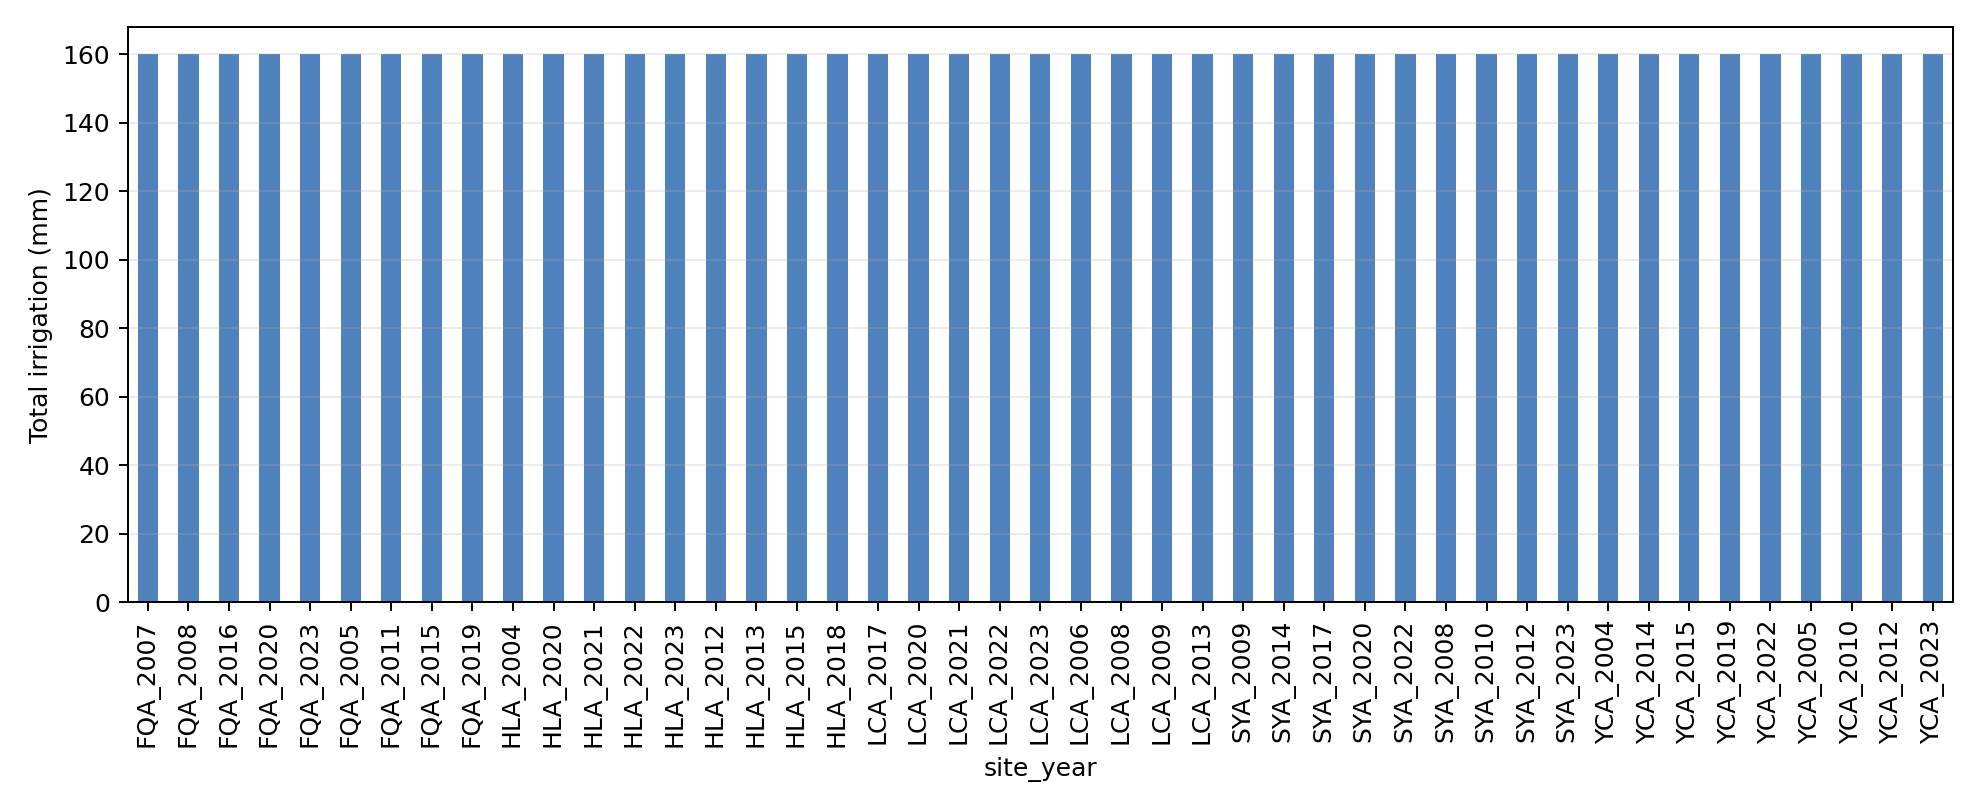 Total irrigation (mm)
160
140
120
100
80
60
40
20
0
FQA_2007
FQA_2008
FQA_2016
FQA_2020
FQA_2023
FQA_2005
FQA_2011
FQA_2015
FQA_2019
HLA_2004
HLA_2020
HLA_2021
HLA_2022
HLA_2023
HLA_2012
HLA_2013
HLA_2015
HLA_2018
LCA_2017
LCA_2020
LCA_2021
LCA_2022
LCA_2023
LCA_2006
LCA_2008
LCA_2009
LCA_2013
SYA_2009
SYA_2014
SYA_2017
SYA_2020
SYA_2022
SYA_2008
SYA_2010
SYA_2012
SYA_2023
YCA_2004
YCA_2014
YCA_2015
YCA_2019
YCA_2022
YCA_2005
YCA_2010
YCA_2012
YCA_2023
site_year